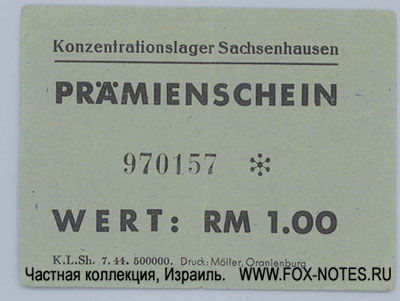 Konzentrationslager Sachsenhausen
PRÄMIENSCHEIN
970157 *
WERT: RM 1.00
K.L.Sh. 7. 44. 500000. Druck: Möller, Oranienburg
Частная коллекция, Израиль. WWW.FOX-NOTES.RU